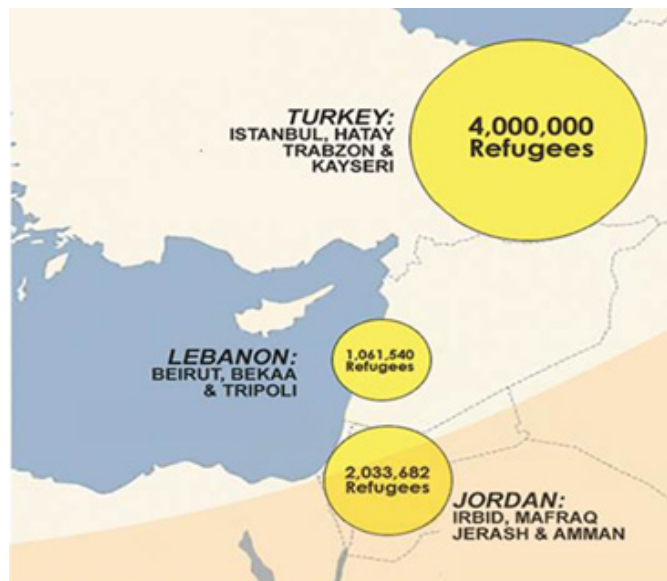 TURKEY:
ISTANBUL, HATAY
TRABZON &
KAYSERI
4,000,000
Refugees
LEBANON:
BEIRUT, BEKAA
& TRIPOLI
1,061,540
Refugees
2,033,682
Refugees
JORDAN:
IRBID, MAFRAQ
JERASH & AMMAN